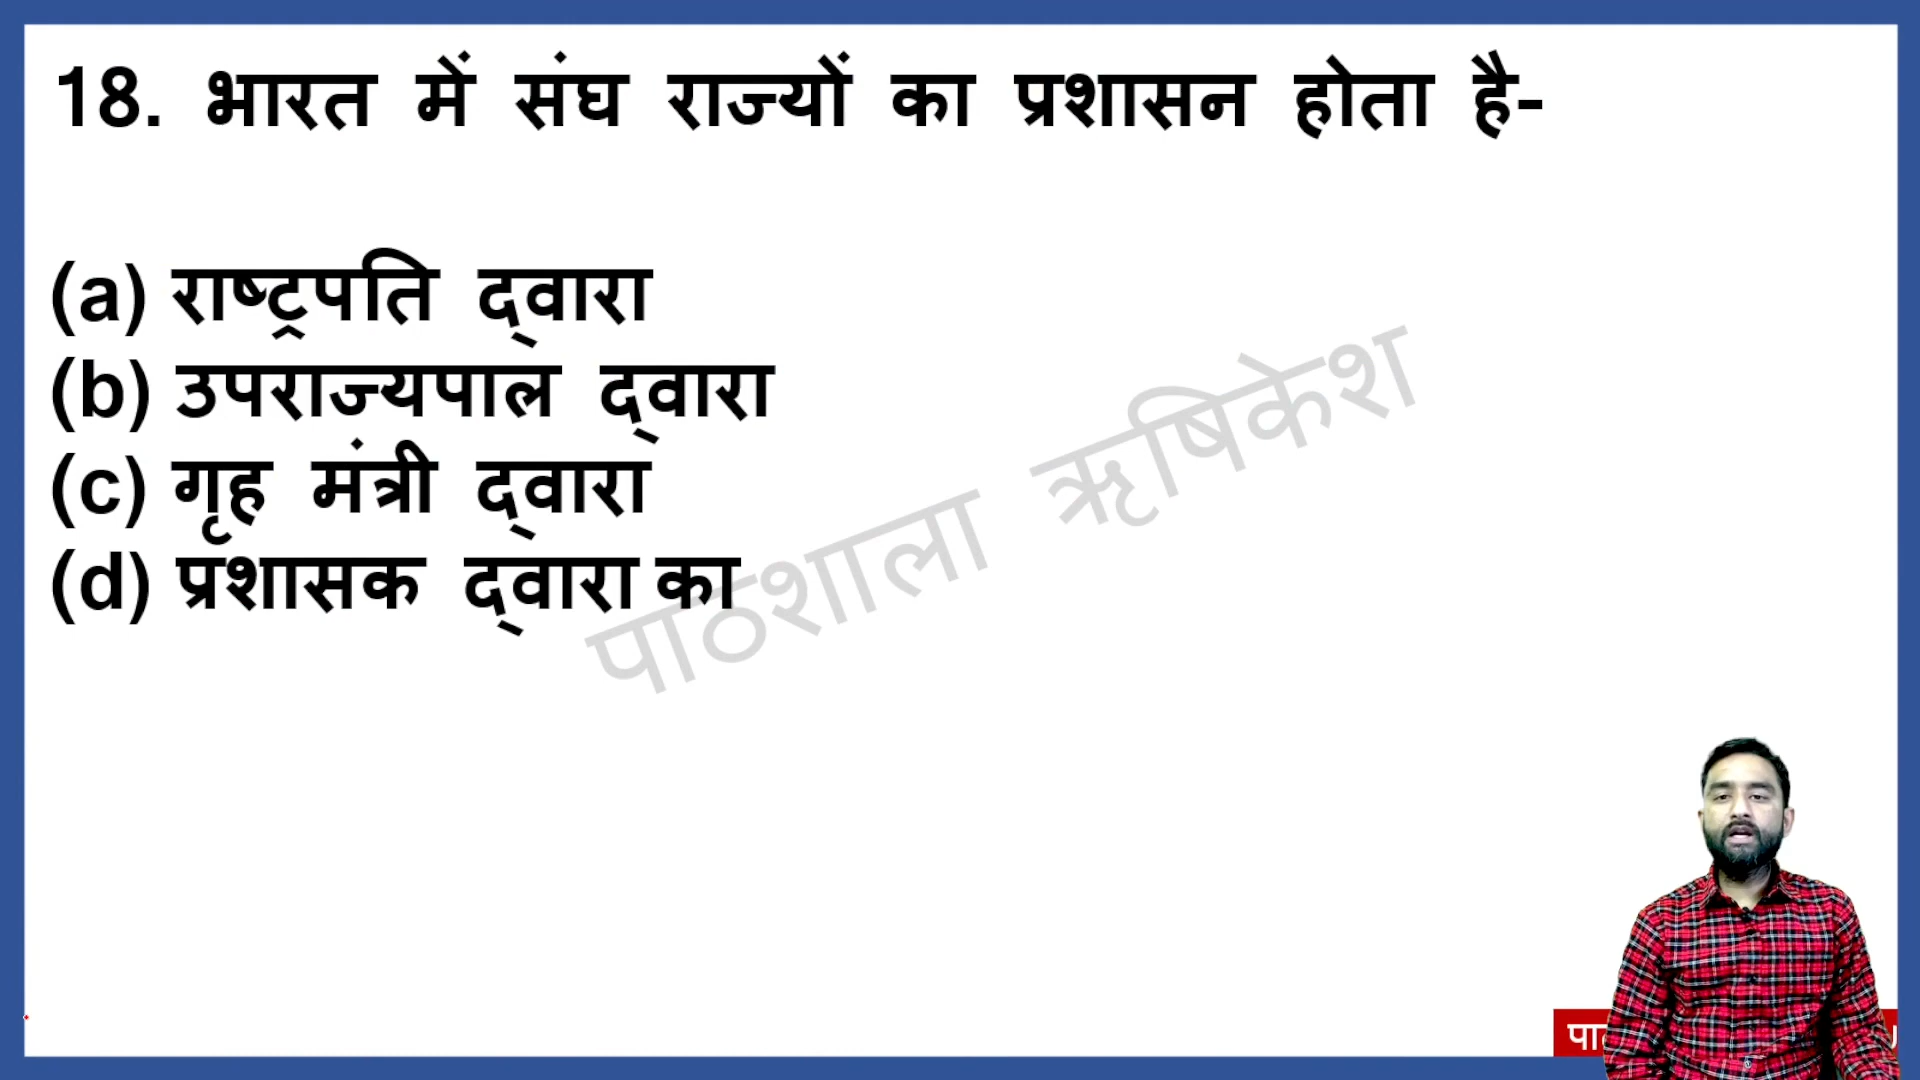 18. भारत में संघ राज्यों का प्रशासन होता है-
(a) राष्ट्रपति द्वारा
(b) उपराज्यपाल द्वारा
(c) गृह मंत्री द्वारा
(d) प्रशासक द्वारा का
पाठशाला ऋषिकेश